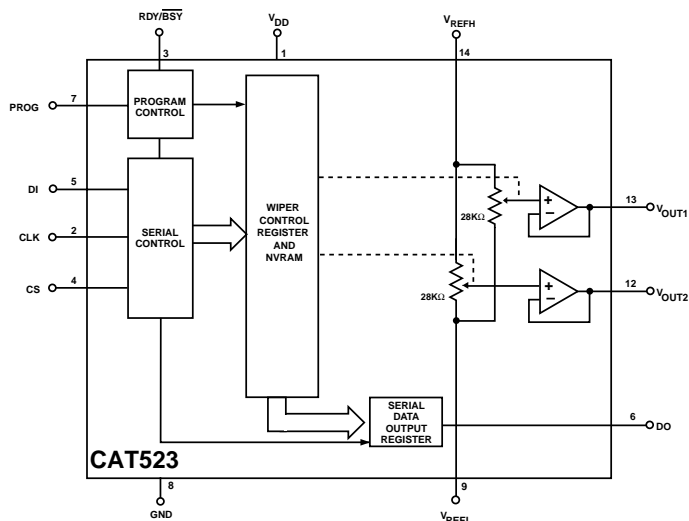 RDY/BSY
VDD
VREFH
3
1
14
7
PROG
PROGRAM
CONTROL
5
DI
2
CLK
4
CS
SERIAL
CONTROL
WIPER
CONTROL
REGISTER
AND
NVRAM
28KΩ
+
−
13
VOUT1
28KΩ
+
−
12
VOUT2
SERIAL
DATA
OUTPUT
REGISTER
6
DO
CAT523
8
9
GND
VREFL